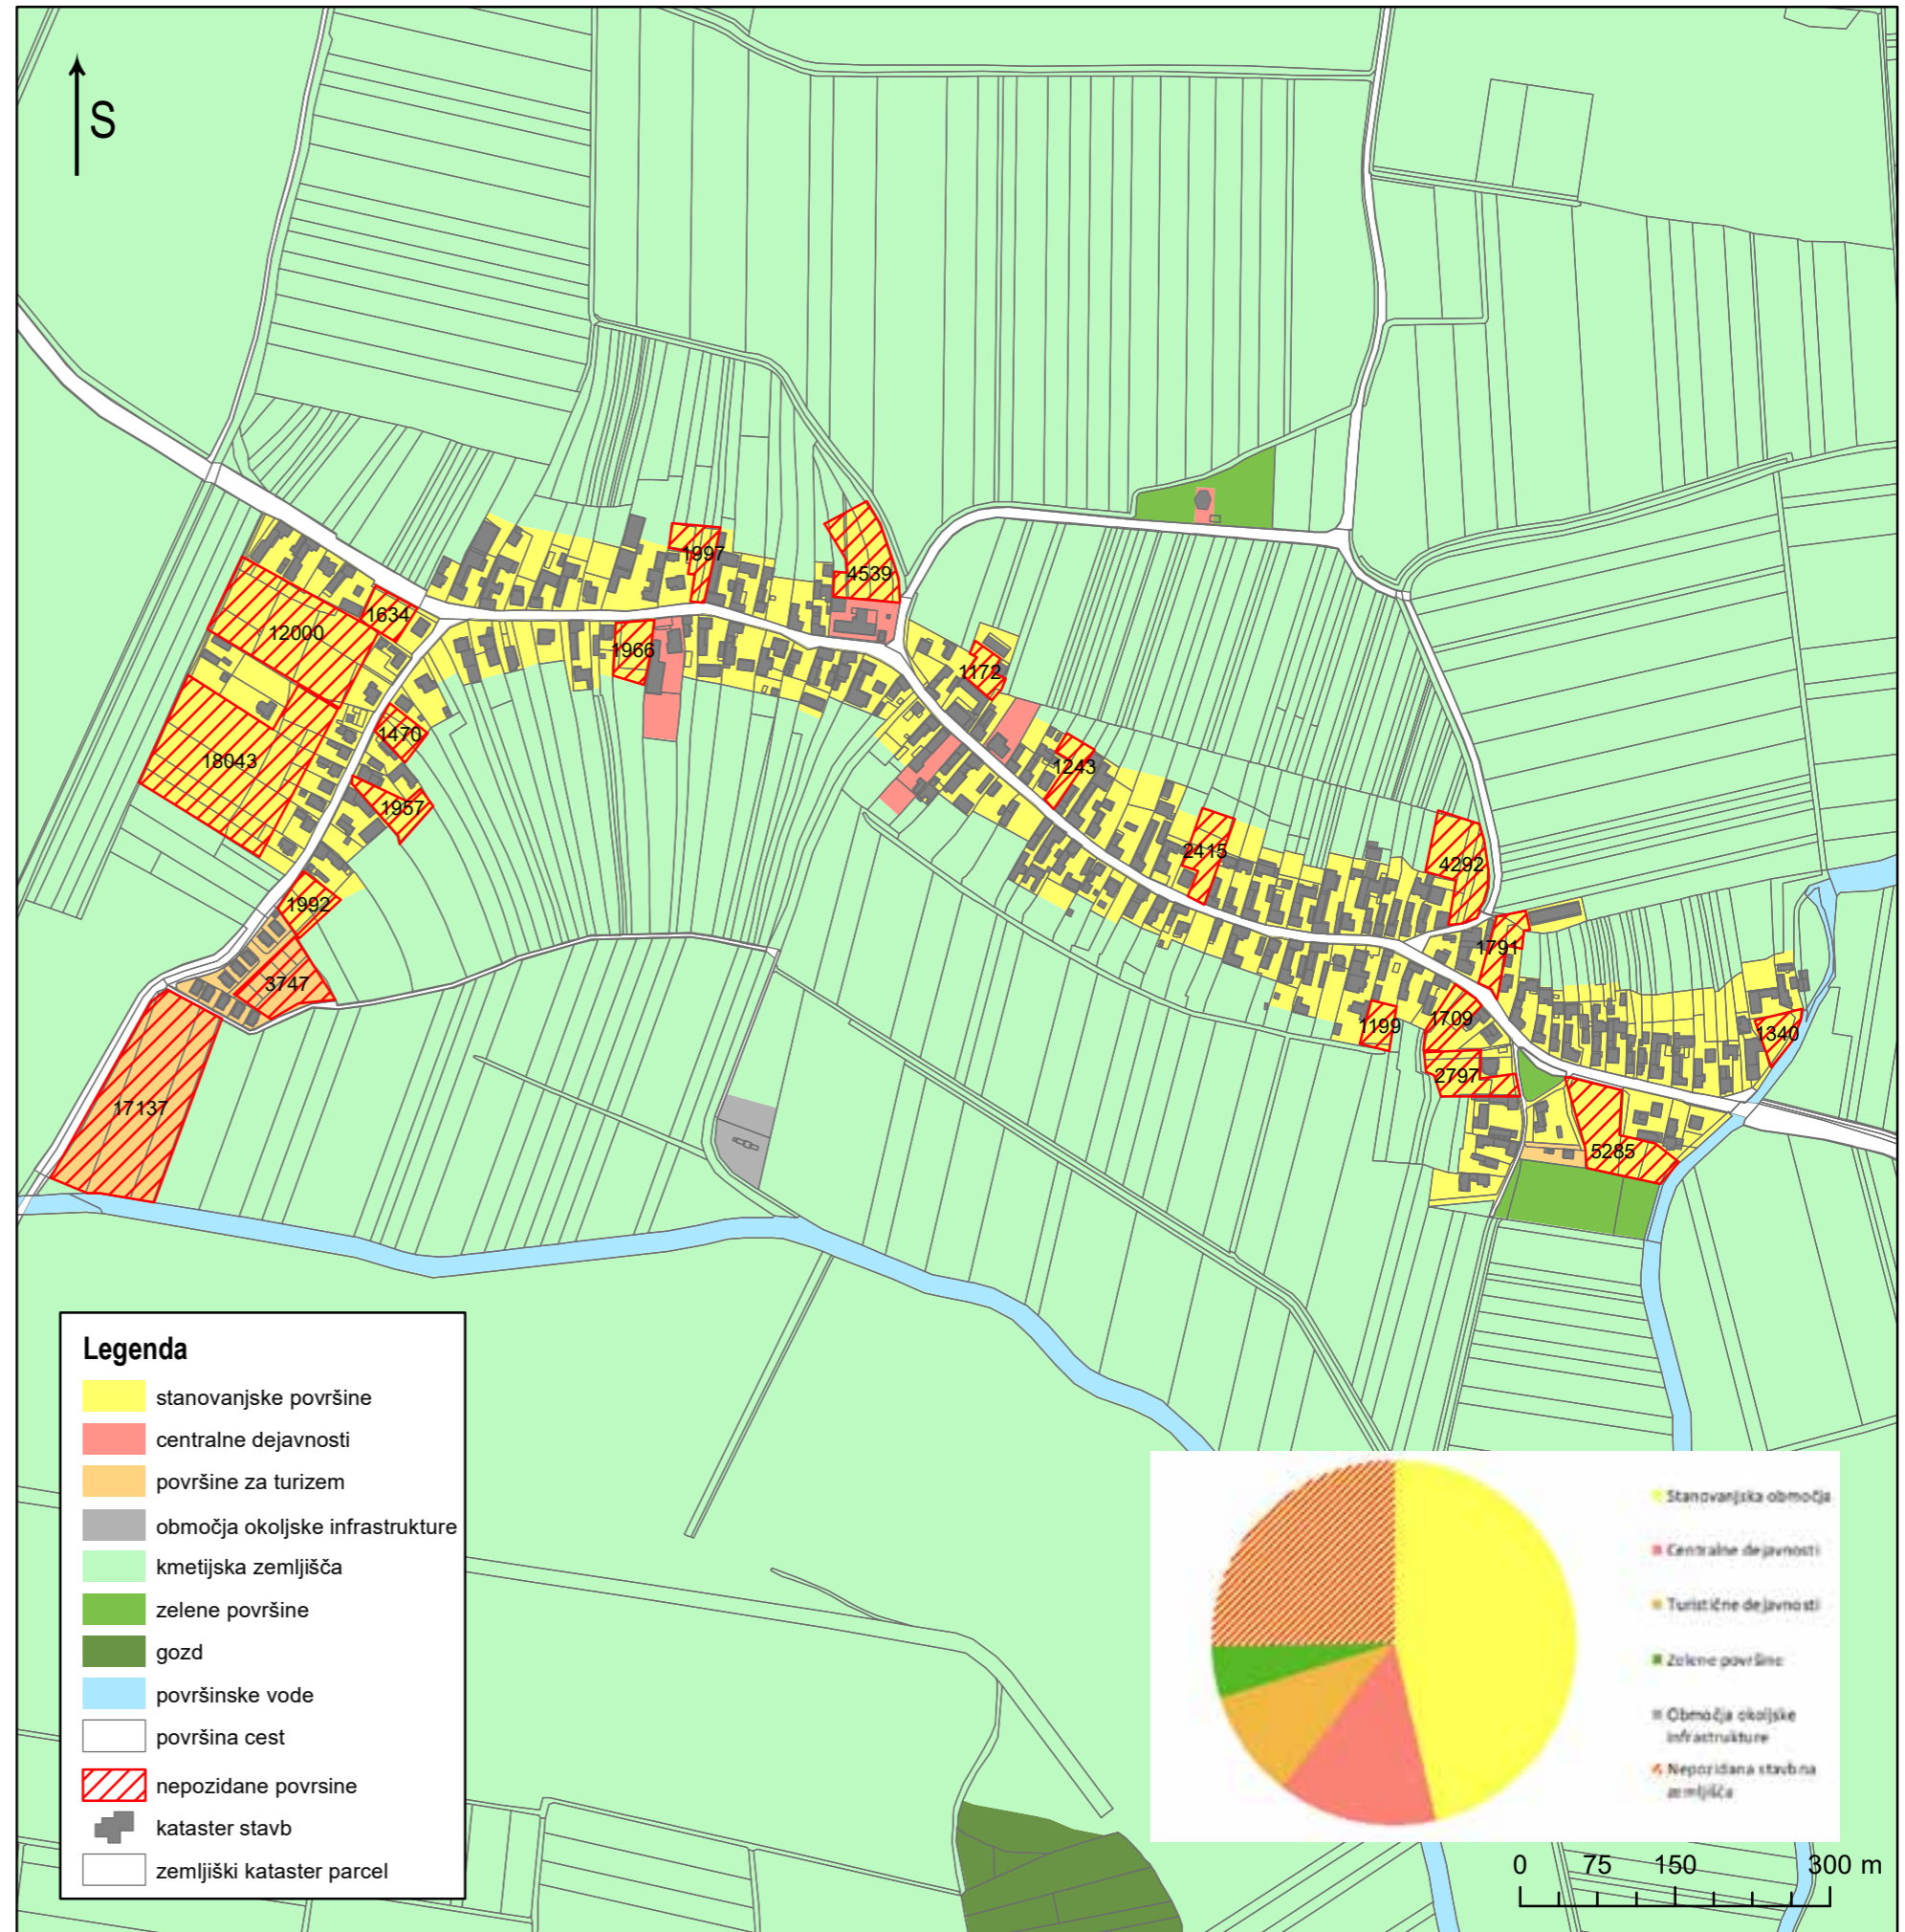 S
1997
4539
1634
12000
1966
1172
1470
18043
1243
1957
2415
4292
1992
1791
3747
1199
1709
1340
2797
17137
5285
Legenda
stanovanjske površine
centralne dejavnosti
površine za turizem
območja okoljske infrastrukture
kmetijska zemljišča
zelene površine
gozd
površinske vode
površina cest
nepozidane povrsine
kataster stavb
zemljiški kataster parcel
Stanovanjska območja
Centralne dejavnosti
Turistične dejavnosti
Zelene površine
Območja okoljske
infrastrukture
Nepozidana stavbna
zemljišča
0 75 150 300 m